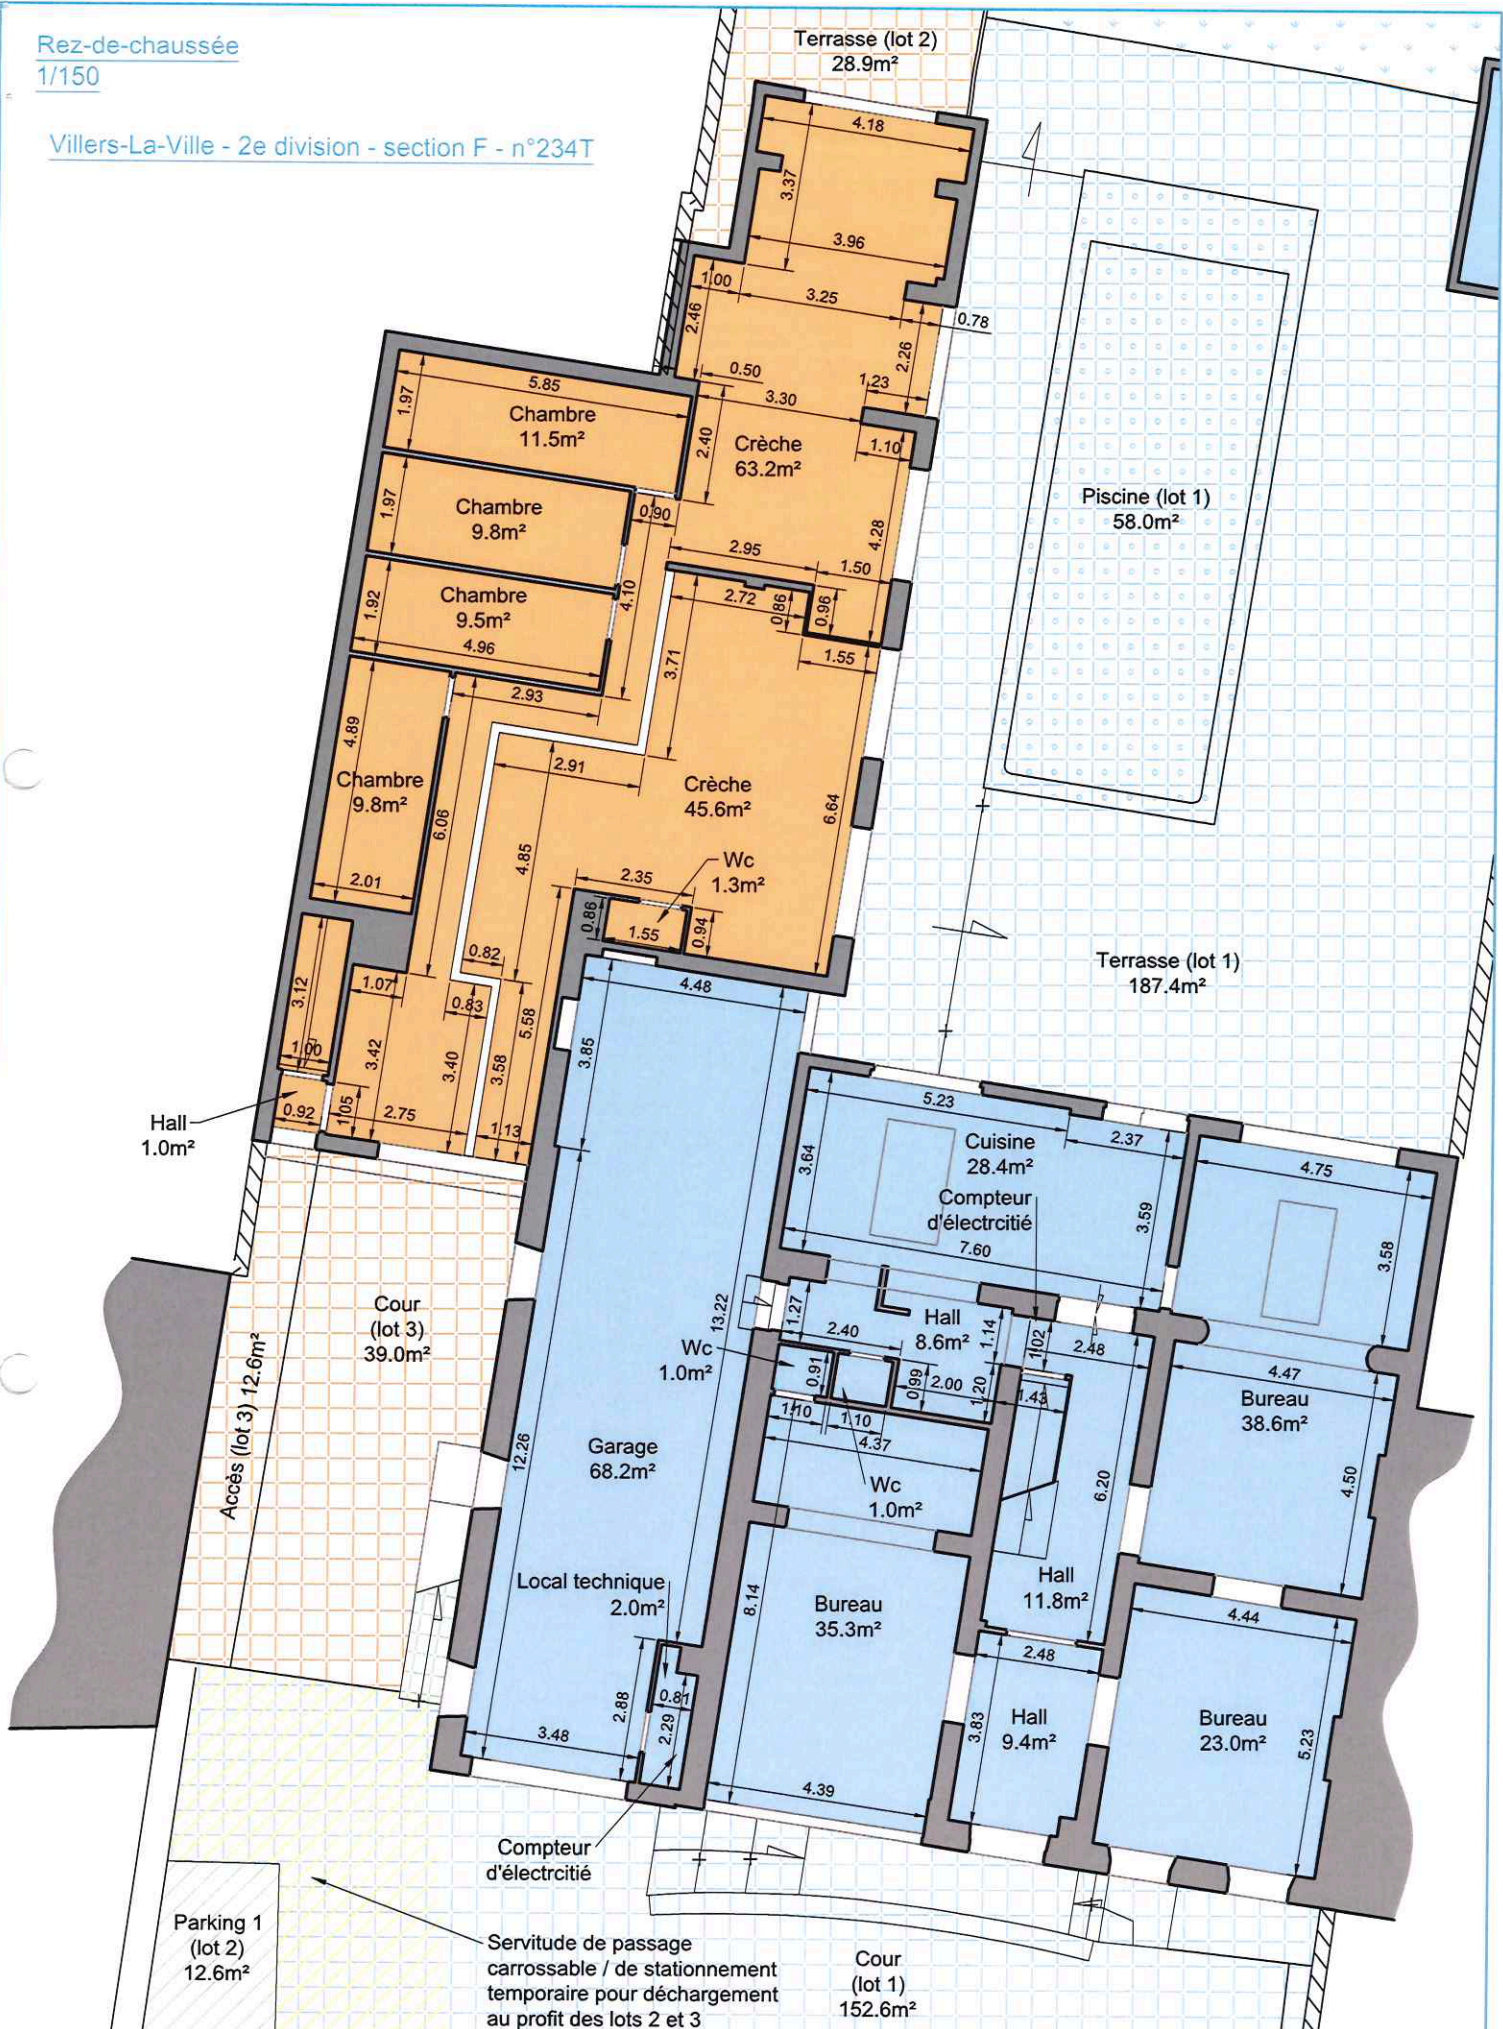 Rez-de-chaussée
1/150
Villers-La-Ville - 2e division - section F - n°234T
Terrasse (lot 2)
28.9m²
4.18
3.37
3.96
1.00
3.25
0.78
2.46
2.26
0.50
1.23
3.30
5.85
1.97
Chambre
11.5m²
2.40
Crèche
63.2m²
1.10
Piscine (lot 1)
58.0m²
1.97
Chambre
9.8m²
0.90
4.28
2.95
1.50
4.10
2.72
0.86
0.96
1.92
Chambre
9.5m²
4.96
1.55
3.71
2.93
4.89
2.91
Chambre
9.8m²
Crèche
45.6m²
6.64
6.06
4.85
2.01
2.35
Wc
1.3m²
0.86
1.55
0.94
0.82
Terrasse (lot 1)
187.4m²
3.12
1.07
0.83
4.48
5.58
3.85
1.00
3.42
3.40
3.58
Hall
1.0m²
0.92
1.05
2.75
1.13
5.23
2.37
3.64
Cuisine
28.4m²
4.75
Compteur
d'électrcitié
3.59
3.58
7.60
Cour
(lot 3)
39.0m²
Accès (lot 3) 12.6m²
13.22
1.27
2.40
Hall
8.6m²
1.14
1.02
2.48
4.47
Wc
1.0m²
0.91
0.99
2.00
1.20
1.43
Bureau
38.6m²
1.10
1.10
4.37
Garage
68.2m²
12.26
Wc
1.0m²
6.20
4.50
Local technique
2.0m²
8.14
Bureau
35.3m²
Hall
11.8m²
4.44
2.48
2.88
0.81
2.29
3.48
3.83
Hall
9.4m²
Bureau
23.0m²
5.23
4.39
Compteur
d'électrcitié
Parking 1
(lot 2)
12.6m²
Servitude de passage
carrossable / de stationnement
temporaire pour déchargement
au profit des lots 2 et 3
Cour
(lot 1)
152.6m²